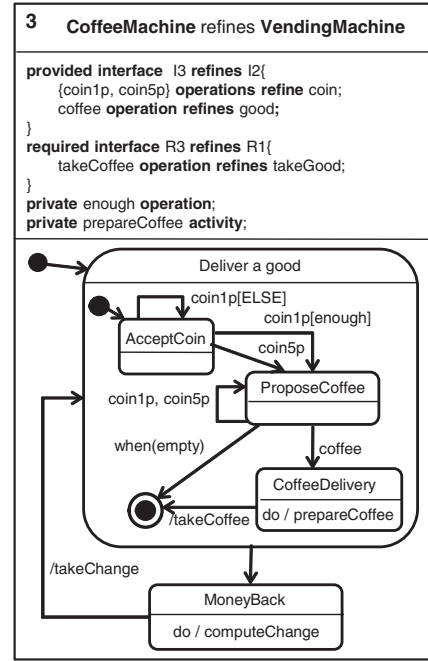 3 CoffeeMachine refines VendingMachine
provided interface I3 refines I2{
{coin1p, coin5p} operations refine coin;
coffee operation refines good;
}
required interface R3 refines R1{
takeCoffee operation refines takeGood;
}
private enough operation;
private prepareCoffee activity;
Deliver a good
coin1p[ELSE]
coin1p[enough]
AcceptCoin
coin5p
ProposeCoffee
coin1p, coin5p
when(empty)
coffee
CoffeeDelivery
/takeCoffee
do / prepareCoffee
/takeChange
MoneyBack
do / computeChange